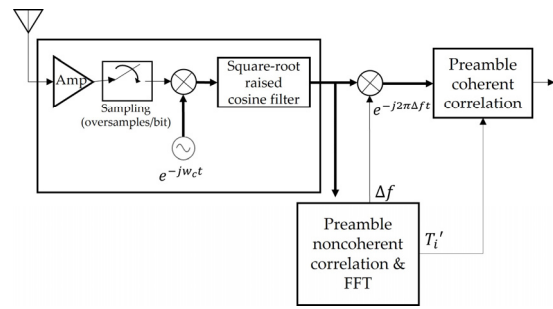 Amp
Sampling
(oversamples/bit)
e^{-jw_ct}
Square-root
raised
cosine filter
e^{-j2πΔft}
Preamble
coherent
correlation
Δf
Preamble
noncoherent
correlation &
FFT
T_i'